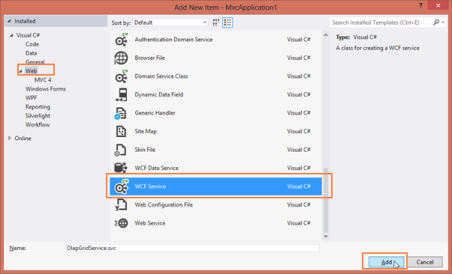 Add New Item - MvcApplication1
Installed
Sort by: Default
Search Installed Templates (Ctrl+E)
Visual C#
Code
Data
General
Web
MVC 4
Windows Forms
WPF
Reporting
Silverlight
Workflow
Online
Authentication Domain Service Visual C#
Browser File Visual C#
Domain Service Class Visual C#
Dynamic Data Field Visual C#
Generic Handler Visual C#
Site Map Visual C#
Skin File Visual C#
WCF Data Service Visual C#
WCF Service Visual C#
Web Configuration File Visual C#
Web Service Visual C#
Type: Visual C#
A class for creating a WCF service
Name: OlapGridService.svc
Add Cancel